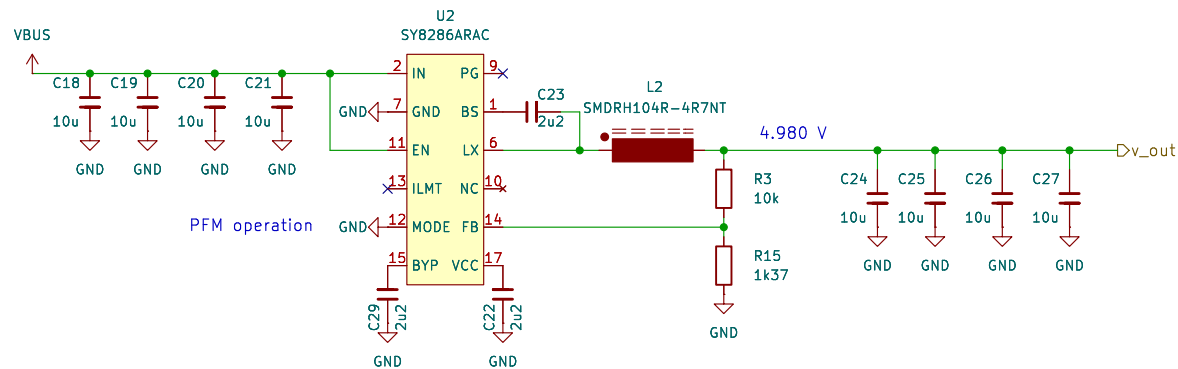 U2
SY8286ARAC
VBUS
C18
10u
GND
C19
10u
GND
C20
10u
GND
C21
10u
GND
2 IN
PG 9
GND 7 GND
BS 1
C23
2u2
11 EN
LX 6
13 ILMT
NC 10
GND 12 MODE
FB 14
15 BYP
VCC 17
PFM operation
C29
2u2
GND
C22
2u2
GND
L2
SMDRH104R-4R7NT
4.980 V
R3
10k
R15
1k37
GND
C24
10u
GND
C25
10u
GND
C26
10u
GND
C27
10u
GND
v_out